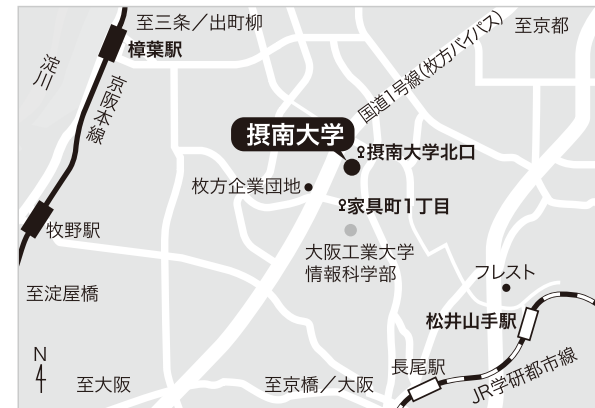 至三条／出町柳
樟葉駅
至京都
淀川
京阪本線
国道1号線(枚方バイパス)
摂南大学
摂南大学北口
枚方企業団地
家具町1丁目
牧野駅
大阪工業大学
情報科学部
フレスト
至淀屋橋
松井山手駅
N
長尾駅
JR学研都市線
至大阪
至京橋／大阪